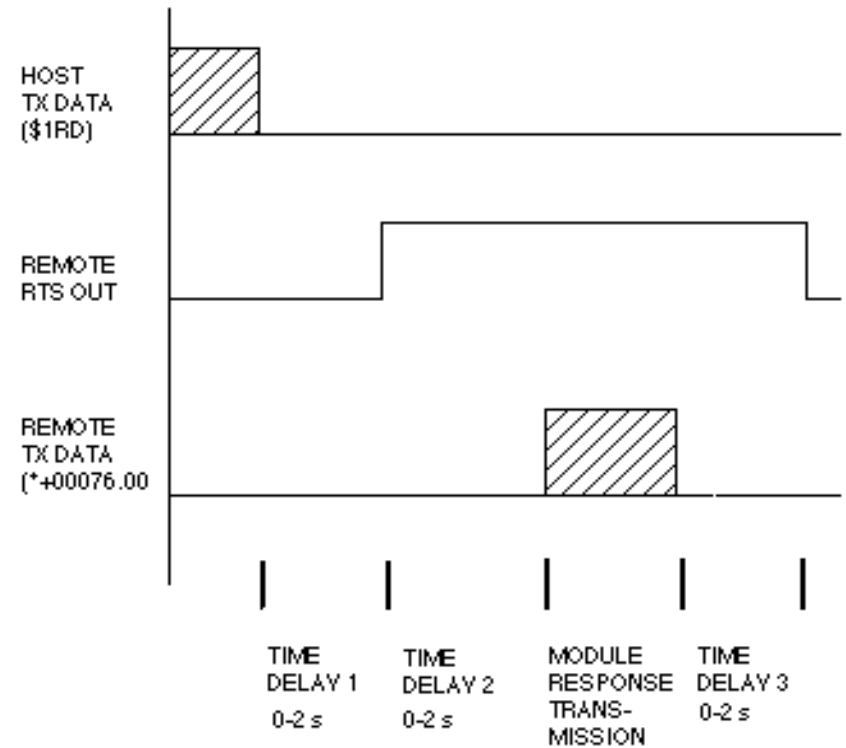 HOST
TX DATA
($1RD)
REMOTE
RTS OUT
REMOTE
TX DATA
(*+00076.00
TIME
DELAY 1
0-2 s
TIME
DELAY 2
0-2 s
MODULE
RESPONSE
TRANS-
MISSION
TIME
DELAY 3
0-2 s